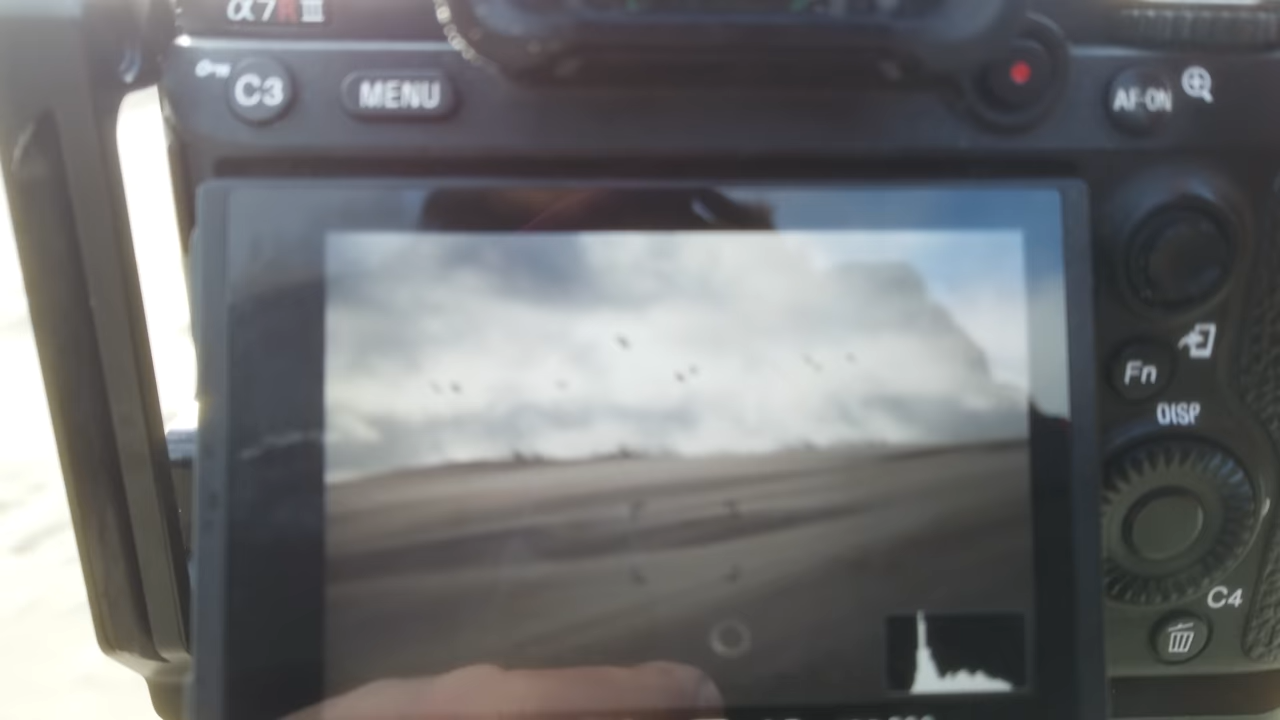 α7RIII
C3
MENU
AF-ON
Fn
DISP
C4